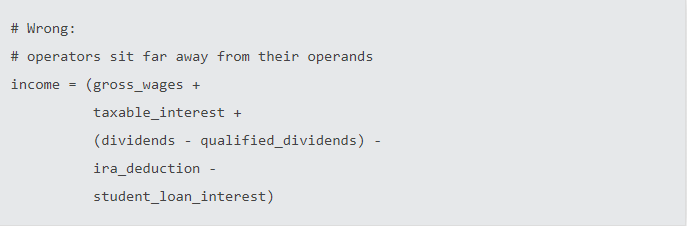 # Wrong:
# operators sit far away from their operands
income = (gross_wages +
          taxable_interest +
          (dividends - qualified_dividends) -
          ira_deduction -
          student_loan_interest)